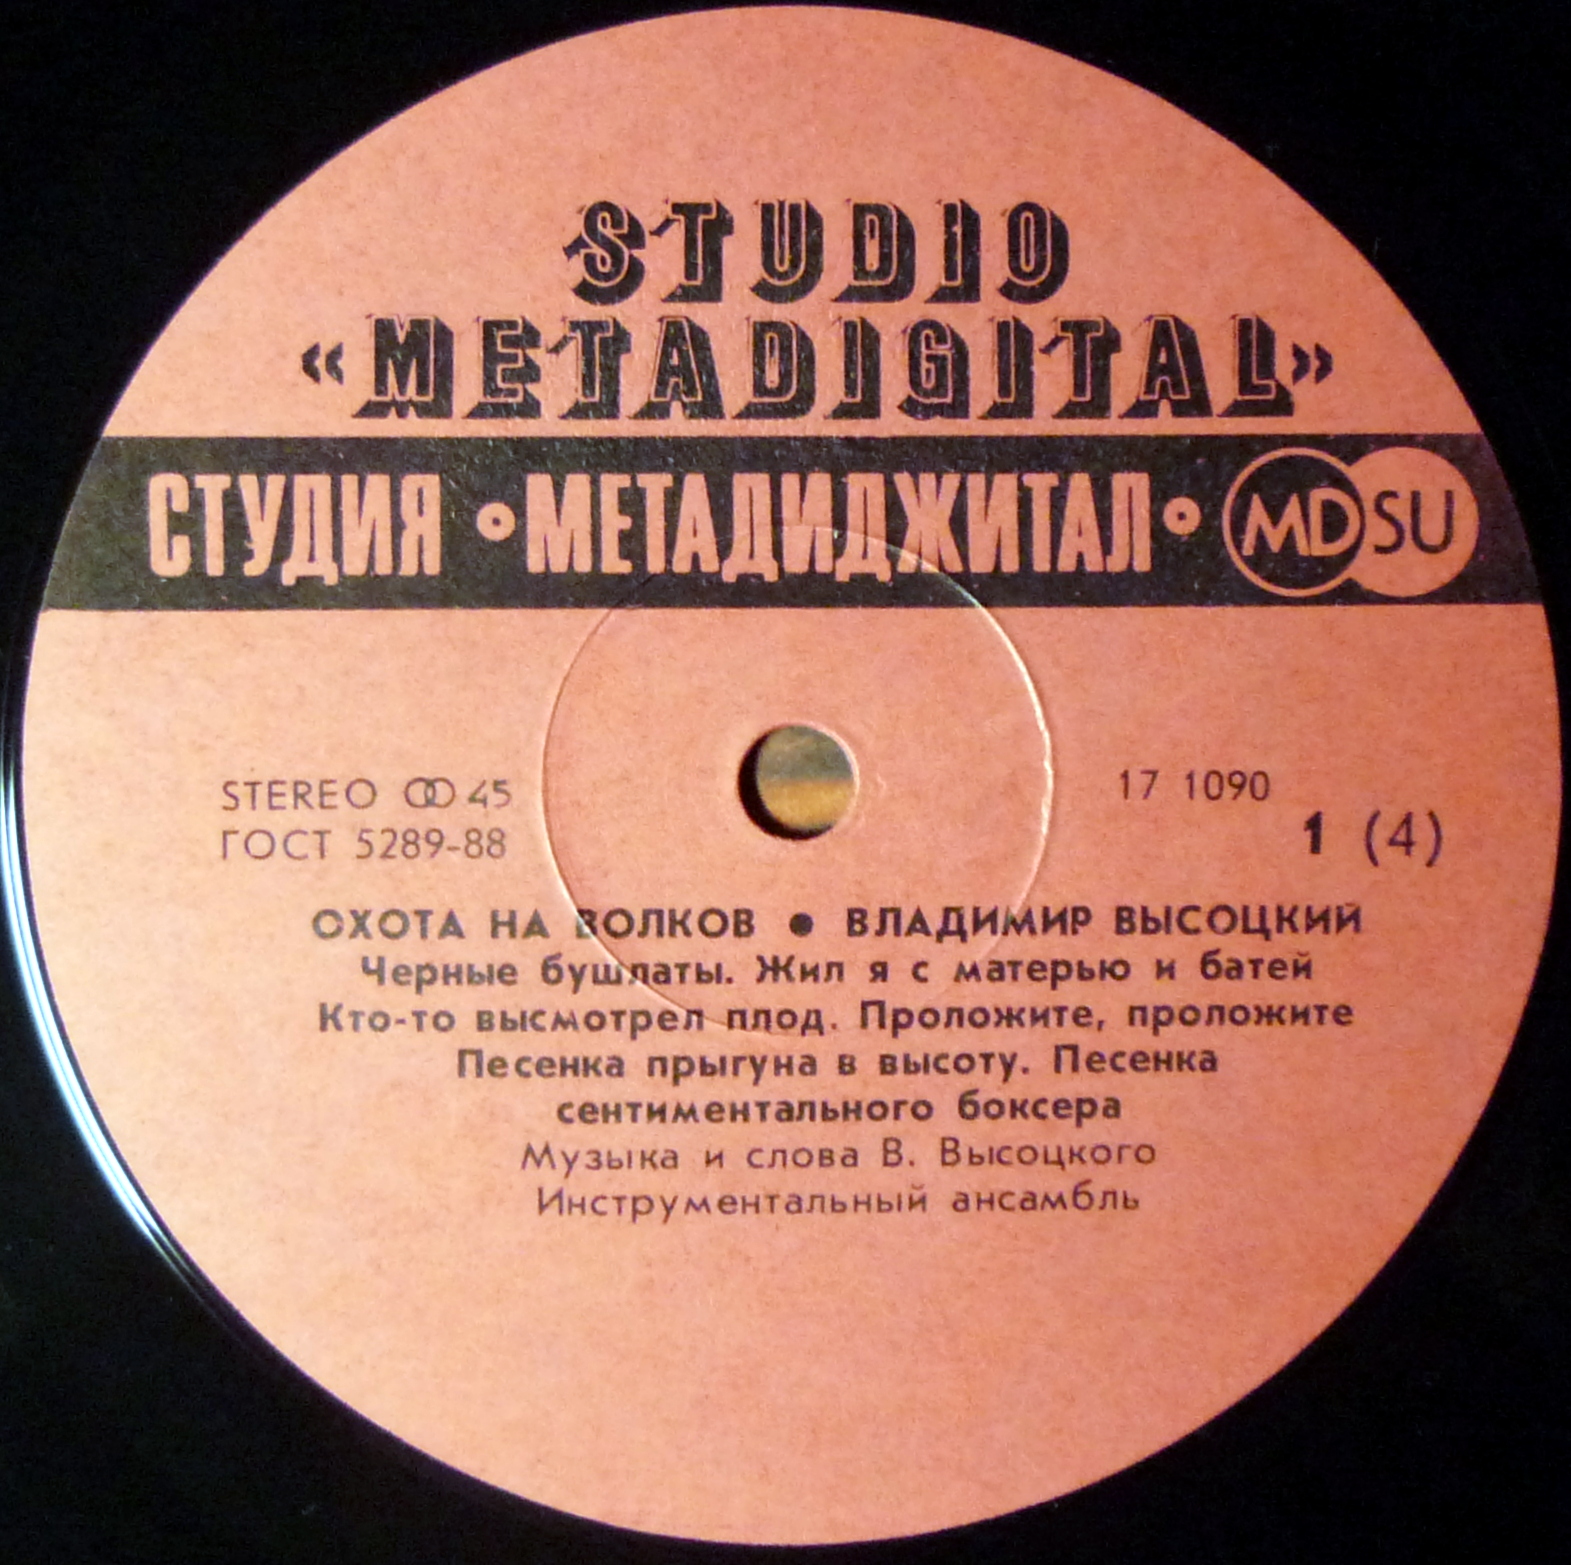 STUDIO
«METADIGITAL»
СТУДИЯ • МЕТАДИДЖИТАЛ • MDSU
STEREO ꝏ 45
ГОСТ 5289-88
17 1090
1 (4)
ОХОТА НА ВОЛКОВ ● ВЛАДИМИР ВЫСОЦКИЙ
Черные бушлаты. Жил я с матерью и батей
Кто-то высмотрел плод. Проложите, проложите
Песенка прыгуна в высоту. Песенка
сентиментального боксера
Музыка и слова В. Высоцкого
Инструментальный ансамбль